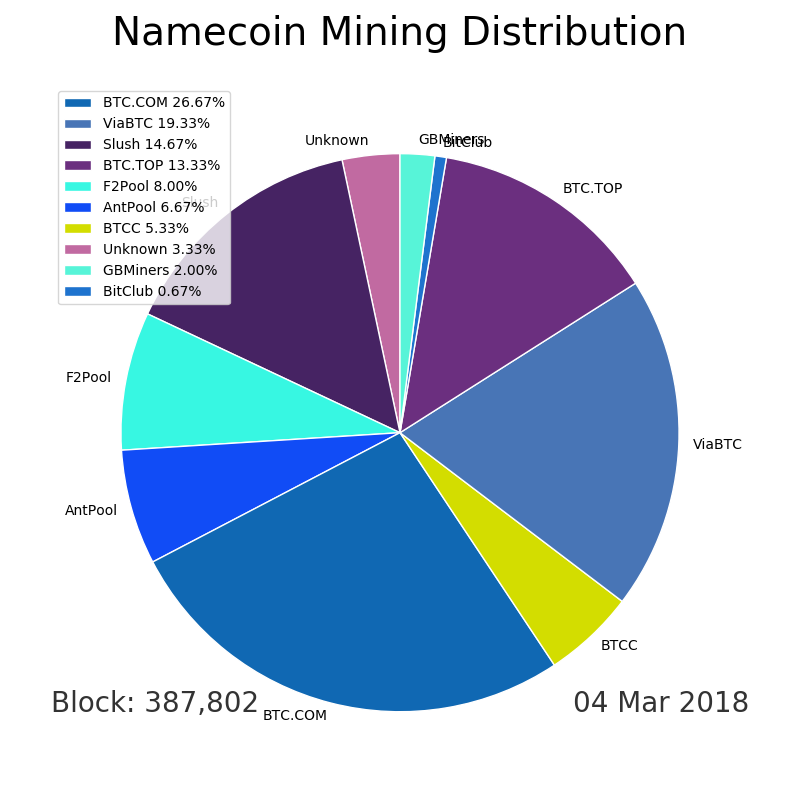 Namecoin Mining Distribution
BTC.COM 26.67%
ViaBTC 19.33%
Slush 14.67%
BTC.TOP 13.33%
F2Pool 8.00%
AntPool 6.67%
BTCC 5.33%
Unknown 3.33%
GBMiners 2.00%
BitClub 0.67%
Unknown
GBMiners
BitClub
BTC.TOP
Slush
F2Pool
ViaBTC
AntPool
BTCC
BTC.COM
Block: 387,802
04 Mar 2018